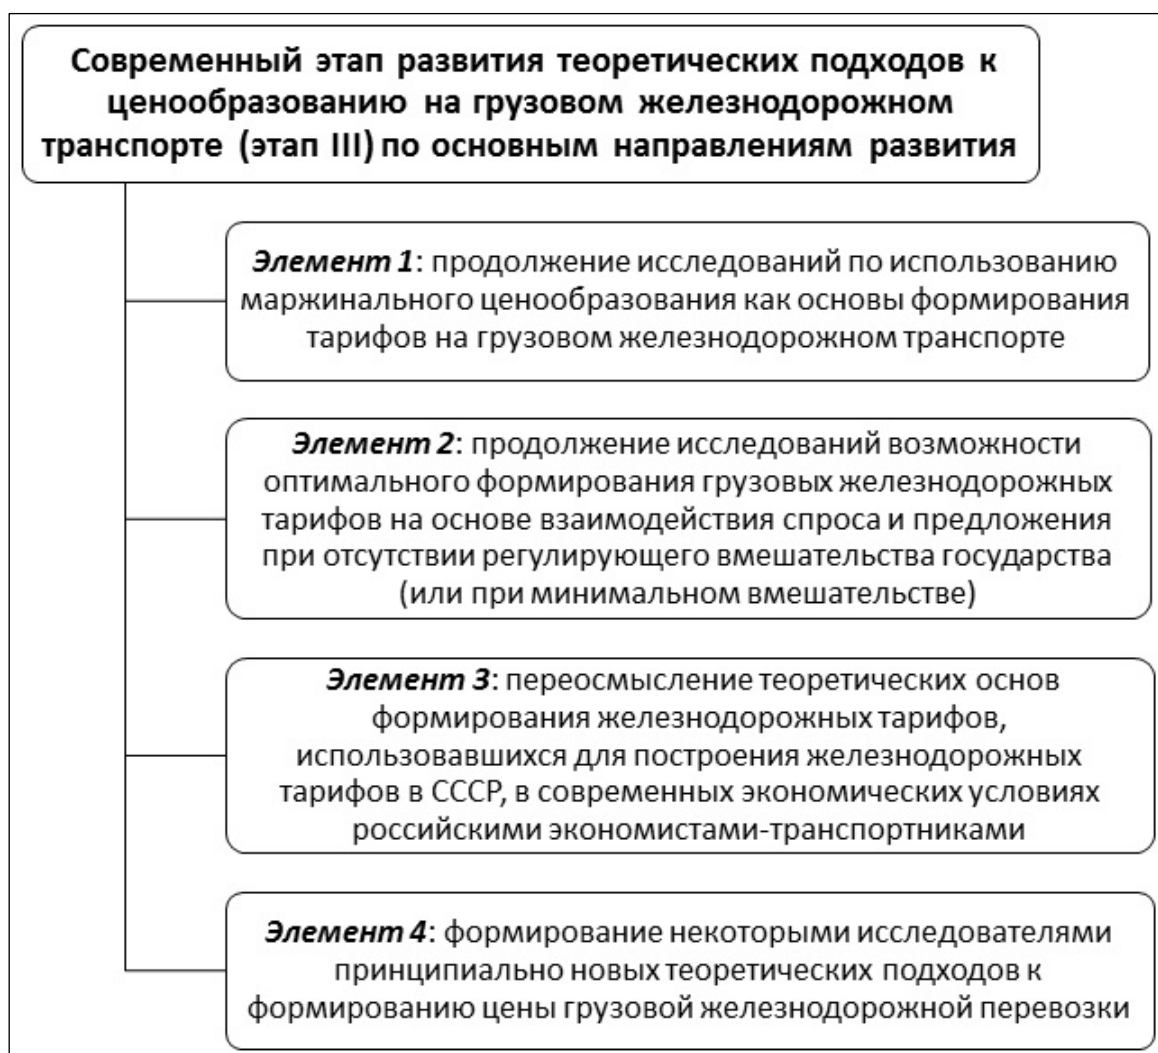 Современный этап развития теоретических подходов к
ценообразованию на грузовом железнодорожном
транспорте (этап III) по основным направлениям развития
Элемент 1: продолжение исследований по использованию
маржинального ценообразования как основы формирования
тарифов на грузовом железнодорожном транспорте
Элемент 2: продолжение исследований возможности
оптимального формирования грузовых железнодорожных
тарифов на основе взаимодействия спроса и предложения
при отсутствии регулирующего вмешательства государства
(или при минимальном вмешательстве)
Элемент 3: переосмысление теоретических основ
формирования железнодорожных тарифов,
использовавшихся для построения железнодорожных
тарифов в СССР, в современных экономических условиях
российскими экономистами-транспортниками
Элемент 4: формирование некоторыми исследователями
принципиально новых теоретических подходов к
формированию цены грузовой железнодорожной перевозки